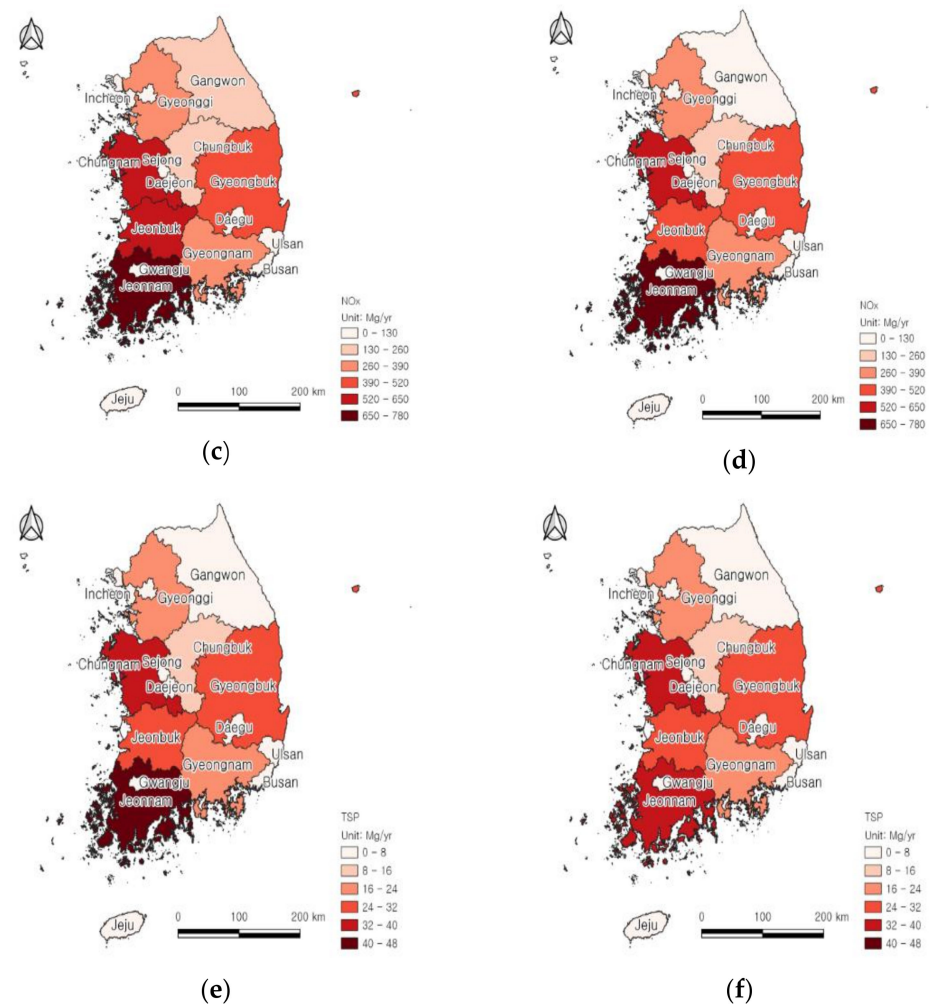 Gangwon
Incheon
Gyeonggi
Chungbuk
Chungnam
Sejong
Daejeon
Gyeongbuk
Daegu
Jeonbuk
Ulsan
Gyeongnam
Gwangju
Busan
Jeonnam
Jeju
0 100 200 km
NOx
Unit: Mg/yr
0 - 130
130 - 260
260 - 390
390 - 520
520 - 650
650 - 780
(c)
Gangwon
Incheon
Gyeonggi
Chungbuk
Chungnam
Sejong
Daejeon
Gyeongbuk
Daegu
Jeonbuk
Ulsan
Gyeongnam
Gwangju
Busan
Jeonnam
Jeju
0 100 200 km
NOx
Unit: Mg/yr
0 - 130
130 - 260
260 - 390
390 - 520
520 - 650
650 - 780
(d)
Gangwon
Incheon
Gyeonggi
Chungbuk
Chungnam
Sejong
Daejeon
Gyeongbuk
Daegu
Jeonbuk
Ulsan
Gyeongnam
Gwangju
Busan
Jeonnam
Jeju
0 100 200 km
TSP
Unit: Mg/yr
0 - 8
8 - 16
16 - 24
24 - 32
32 - 40
40 - 48
(e)
Gangwon
Incheon
Gyeonggi
Chungbuk
Chungnam
Sejong
Daejeon
Gyeongbuk
Daegu
Jeonbuk
Ulsan
Gyeongnam
Gwangju
Busan
Jeonnam
Jeju
0 100 200 km
TSP
Unit: Mg/yr
0 - 8
8 - 16
16 - 24
24 - 32
32 - 40
40 - 48
(f)